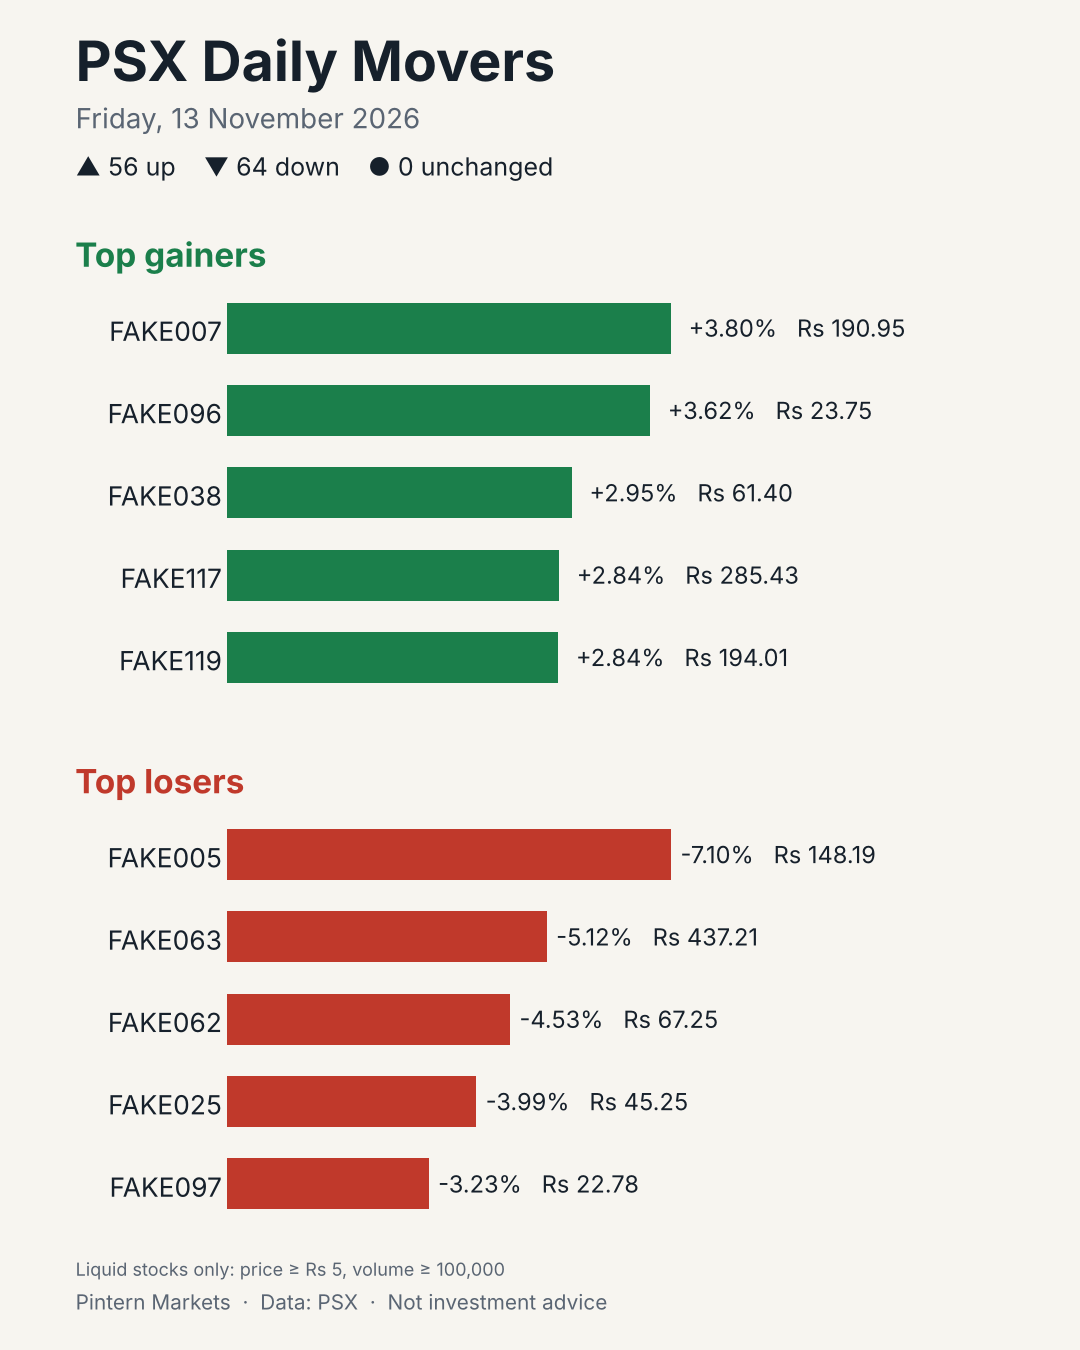 PSX Daily Movers
Friday, 13 November 2026
▲ 56 up ▼ 64 down ● 0 unchanged
Top gainers
FAKE007 +3.80% Rs 190.95
FAKE096 +3.62% Rs 23.75
FAKE038 +2.95% Rs 61.40
FAKE117 +2.84% Rs 285.43
FAKE119 +2.84% Rs 194.01
Top losers
FAKE005 -7.10% Rs 148.19
FAKE063 -5.12% Rs 437.21
FAKE062 -4.53% Rs 67.25
FAKE025 -3.99% Rs 45.25
FAKE097 -3.23% Rs 22.78
Liquid stocks only: price ≥ Rs 5, volume ≥ 100,000
Pintern Markets · Data: PSX · Not investment advice